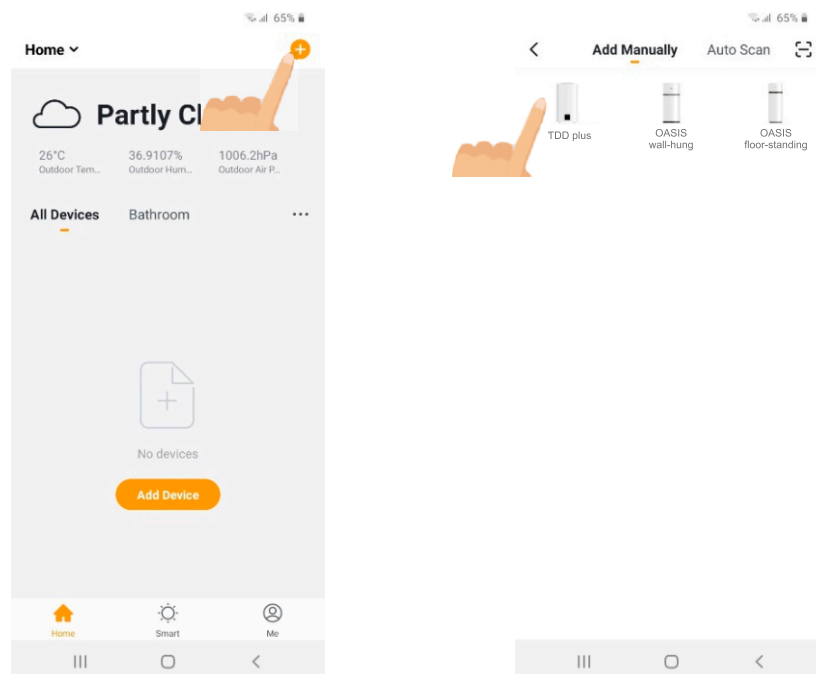 65%
Home
Partly Cl
26°C
36.9107%
1006.2hPa
Outdoor Tem...
Outdoor Hum...
Outdoor Air P...
All Devices
Bathroom
No devices
Add Device
Home
Smart
Me
65%
Add Manually
Auto Scan
TDD plus
OASIS
wall-hung
OASIS
floor-standing